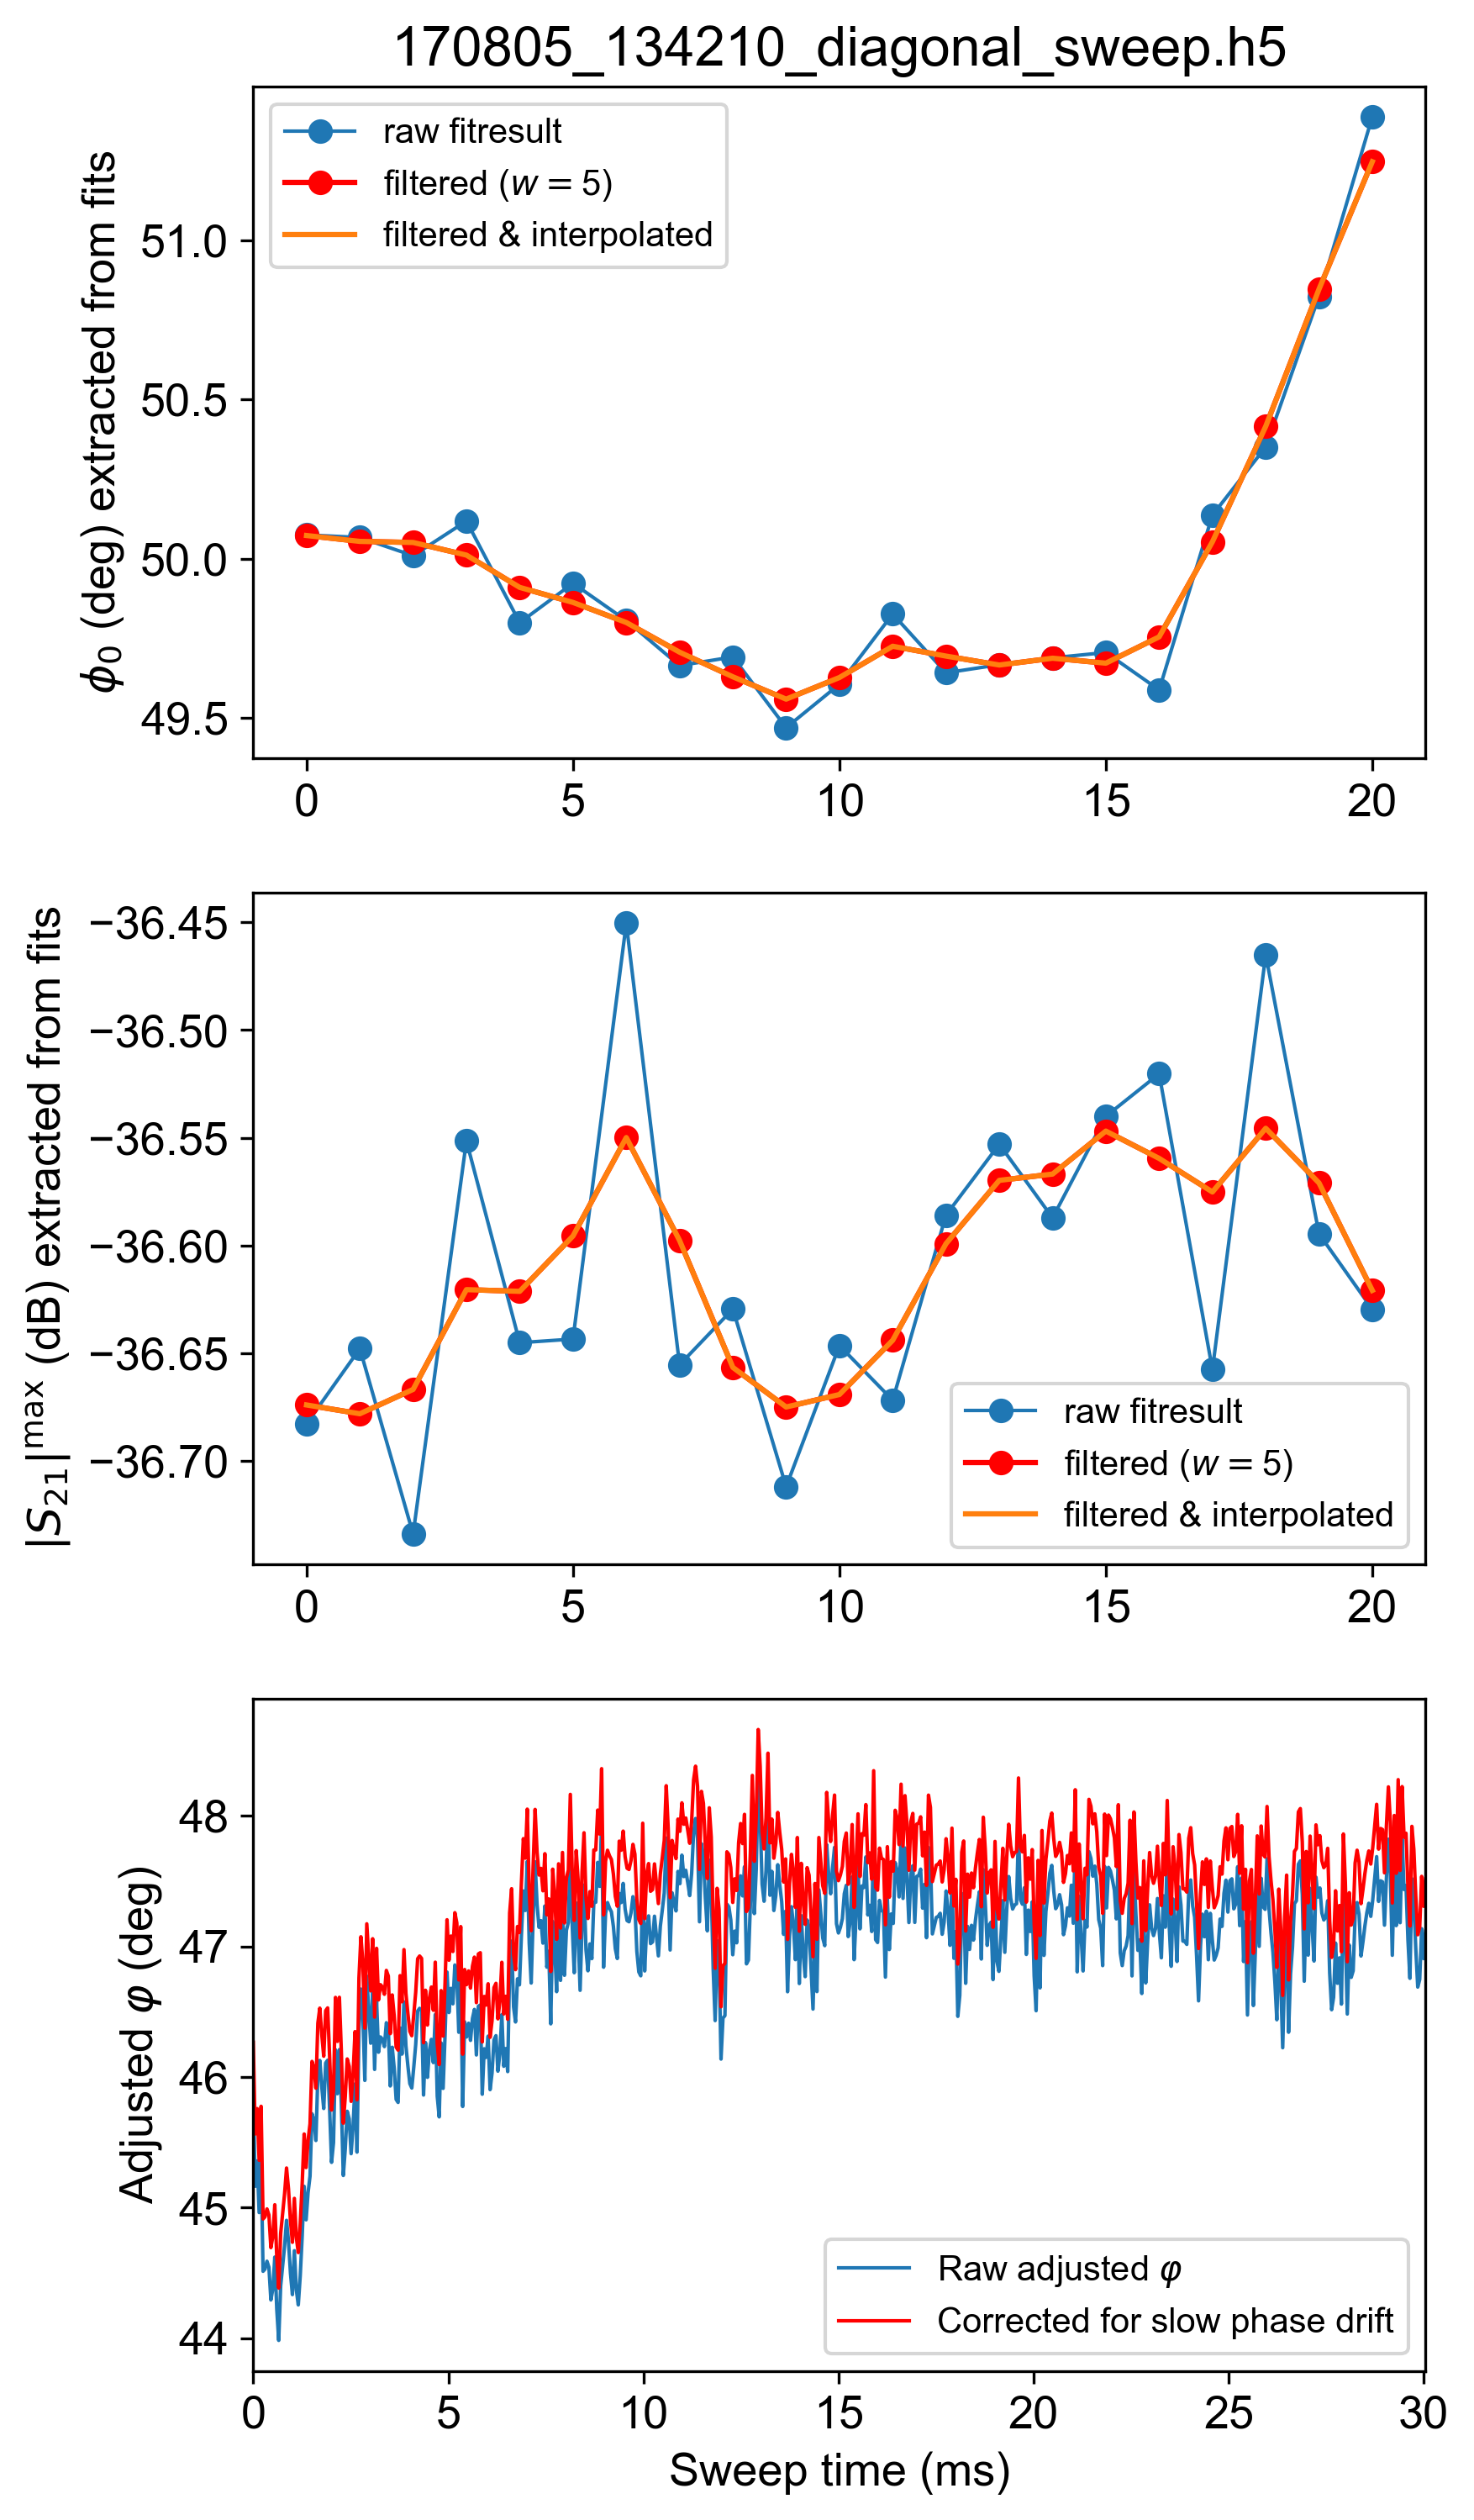 170805_134210_diagonal_sweep.h5
ϕ₀ (deg) extracted from fits
51.0
50.5
50.0
49.5
raw fitresult
filtered (w = 5)
filtered & interpolated
0 5 10 15 20
|S₂₁|ᵐᵃˣ (dB) extracted from fits
−36.45
−36.50
−36.55
−36.60
−36.65
−36.70
raw fitresult
filtered (w = 5)
filtered & interpolated
0 5 10 15 20
Adjusted φ (deg)
48
47
46
45
44
Raw adjusted φ
Corrected for slow phase drift
0 5 10 15 20 25 30
Sweep time (ms)